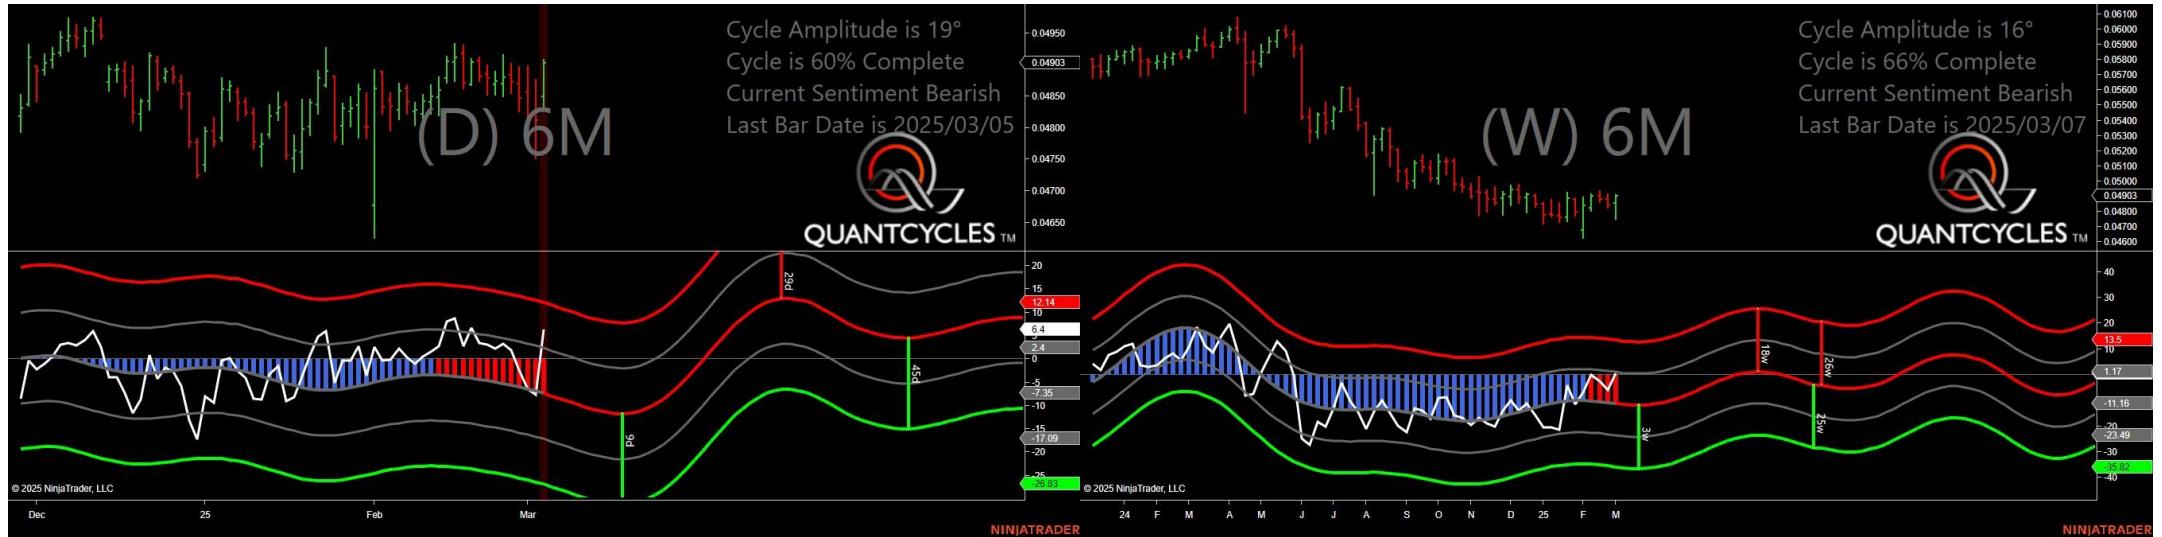 Cycle Amplitude is 19°
Cycle is 60% Complete
Current Sentiment Bearish
Last Bar Date is 2025/03/05
(D) 6M
QUANTCYCLES TM
0.04950
0.04903
0.04850
0.04800
0.04750
0.04700
0.04650
20
15
12.14
10
6.4
5
2.4
0
-5
-7.35
-10
-15
-17.09
-20
-25
-26.83
29d
45d
9d
© 2025 NinjaTrader, LLC
Dec 25 Feb Mar
NINJATRADER
Cycle Amplitude is 16°
Cycle is 66% Complete
Current Sentiment Bearish
Last Bar Date is 2025/03/07
(W) 6M
QUANTCYCLES TM
0.06100
0.06000
0.05900
0.05800
0.05700
0.05600
0.05500
0.05400
0.05300
0.05200
0.05100
0.05000
0.04903
0.04800
0.04700
0.04600
40
30
20
13.5
10
1.17
-11.16
-20
-23.49
-30
-35.82
-40
18w
26w
3w
25w
© 2025 NinjaTrader, LLC
24 F M A M J J A S O N D 25 F M
NINJATRADER